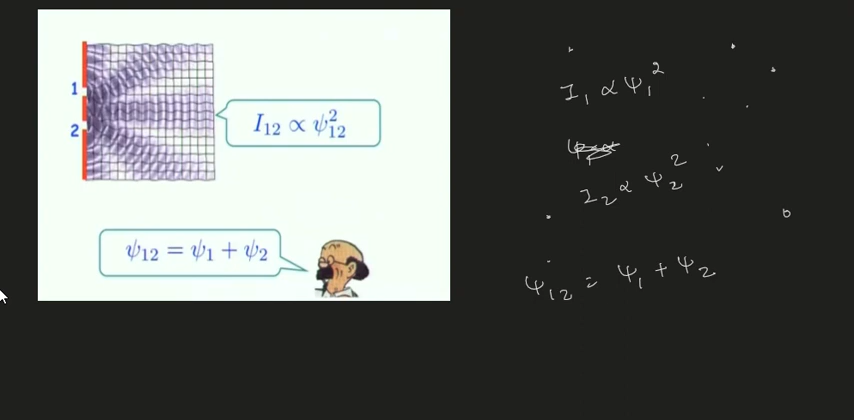 1
2
I₁₂ ∝ ψ₁₂²
ψ₁₂ = ψ₁ + ψ₂
I₁ ∝ ψ₁²
I₂ ∝ ψ₂²
ψ₁₂ = ψ₁ + ψ₂